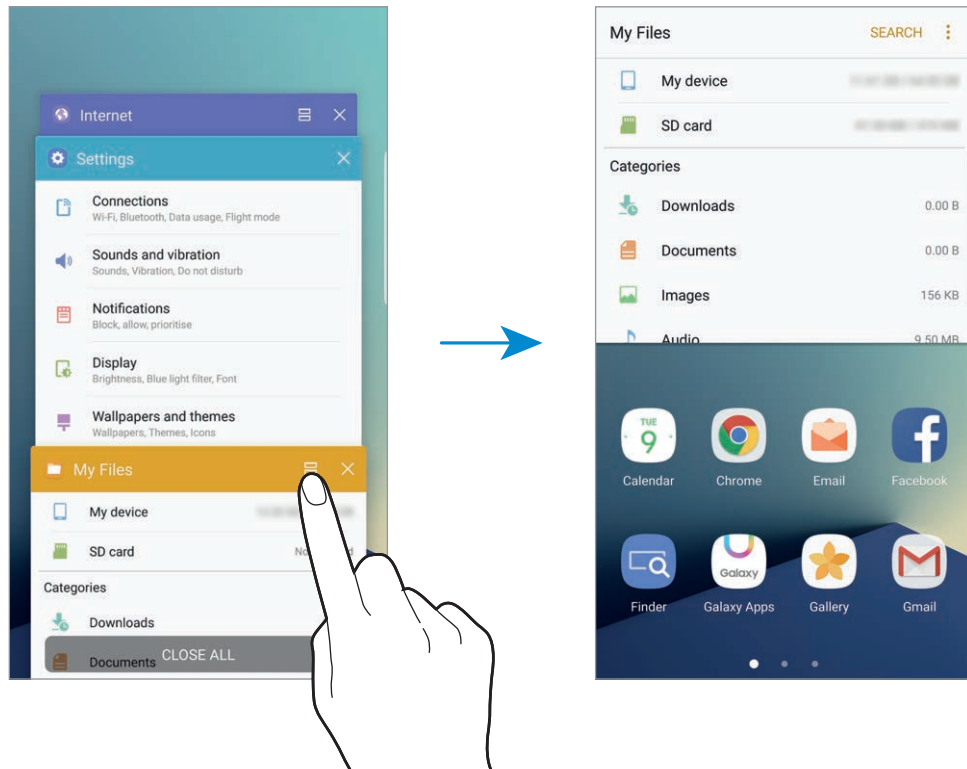 Internet
Settings
Connections
Wi-Fi, Bluetooth, Data usage, Flight mode
Sounds and vibration
Sounds, Vibration, Do not disturb
Notifications
Block, allow, prioritise
Display
Brightness, Blue light filter, Font
Wallpapers and themes
Wallpapers, Themes, Icons
My Files
My device
SD card
Categories
Downloads
Documents
CLOSE ALL
My Files SEARCH
My device
SD card
Categories
Downloads 0.00 B
Documents 0.00 B
Images 156 KB
Audio 9.50 MB
TUE
9
Calendar Chrome Email Facebook
Galaxy
Finder Galaxy Apps Gallery Gmail